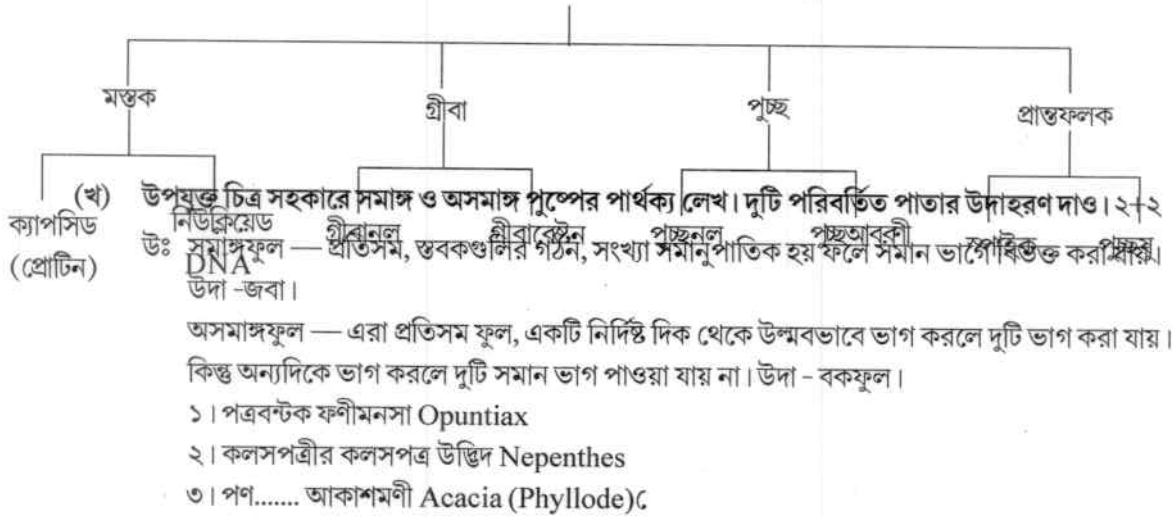 মস্তক গ্রীবা পুচ্ছ প্রান্তফলক
ক্যাপসিড (প্রোটিন) নিউক্লিয়েড DNA গ্রীবানল গ্রীবাবেষ্টন পুচ্ছনল পুচ্ছআবরণী স্পাইক
(খ) উপযুক্ত চিত্র সহকারে সমাঙ্গ ও অসমাঙ্গ পুষ্পের পার্থক্য লেখ। দুটি পরিবর্তিত পাতার উদাহরণ দাও। ২+২
উঃ সমাঙ্গফুল — প্রতিসম, স্তবকগুলির গঠন, সংখ্যা সমানুপাতিক হয় ফলে সমান ভাগে বিভক্ত করা যায়।
উদা -জবা।
অসমাঙ্গফুল — এরা প্রতিসম ফুল, একটি নির্দিষ্ট দিক থেকে উল্মবভাবে ভাগ করলে দুটি ভাগ করা যায়।
কিন্তু অন্যদিকে ভাগ করলে দুটি সমান ভাগ পাওয়া যায় না। উদা - বকফুল।
১। পত্রবন্টক ফণীমনসা Opuntiax
২। কলসপত্রীর কলসপত্র উদ্ভিদ Nepenthes
৩। পণ....... আকাশমণী Acacia (Phyllode)